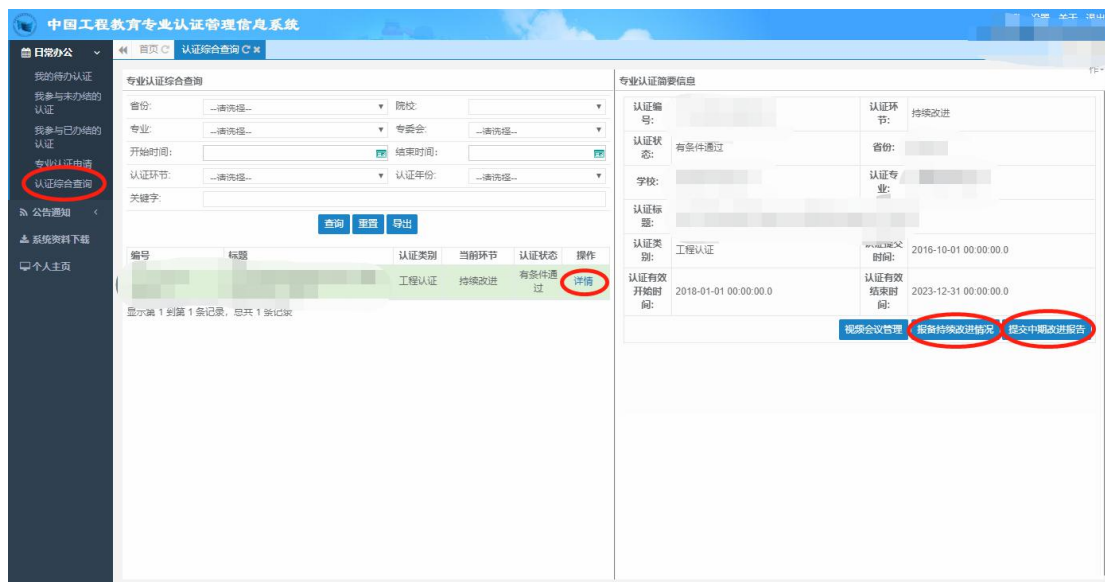 中国工程教育专业认证管理信息系统
设置 关于 退出
日常办公
首页
认证综合查询
我的待办认证
我参与未办结的
认证
我参与已办结的
认证
专业认证申请
认证综合查询
公告通知
系统资料下载
个人主页
专业认证综合查询
省份: --请选择-- 院校:
专业: --请选择-- 专委会: --请选择--
开始时间: 结束时间:
认证环节: --请选择-- 认证年份: --请选择--
关键字:
查询 重置 导出
编号 标题 认证类别 当前环节 认证状态 操作
工程认证 持续改进 有条件通
过 详情
显示第 1 到第 1 条记录，总共 1 条记录
专业认证简要信息
认证编
号:
认证环
节: 持续改进
认证状
态: 有条件通过
省份:
学校:
认证专
业:
认证标
题:
认证类
别: 工程认证
认证提交
时间: 2016-10-01 00:00:00.0
认证有效
开始时
间: 2018-01-01 00:00:00.0
认证有效
结束时
间: 2023-12-31 00:00:00.0
视频会议管理 报备持续改进情况 提交中期改进报告